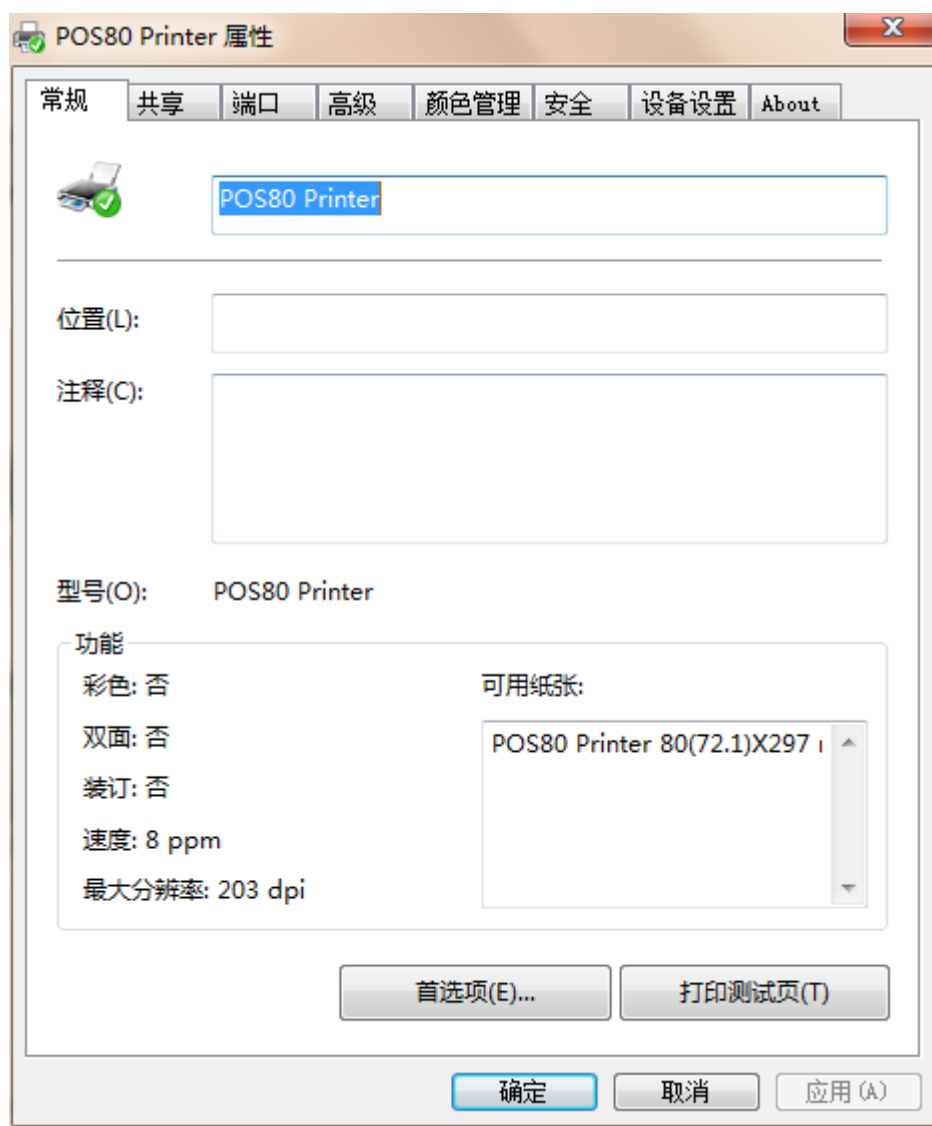 POS80 Printer 属性
常规 共享 端口 高级 颜色管理 安全 设备设置 About
POS80 Printer
位置(L):
注释(C):
型号(O): POS80 Printer
功能
彩色: 否 可用纸张:
双面: 否 POS80 Printer 80(72.1)X297
装订: 否
速度: 8 ppm
最大分辨率: 203 dpi
首选项(E)... 打印测试页(T)
确定 取消 应用(A)